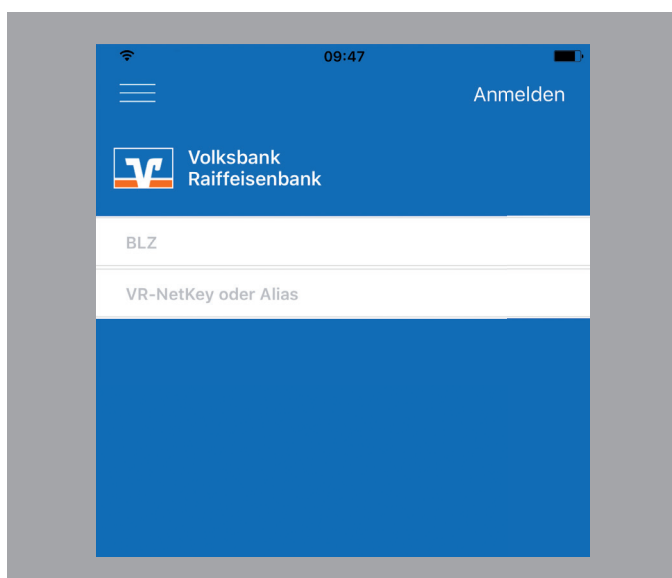 09:47
Anmelden
Volksbank
Raiffeisenbank
BLZ
VR-NetKey oder Alias